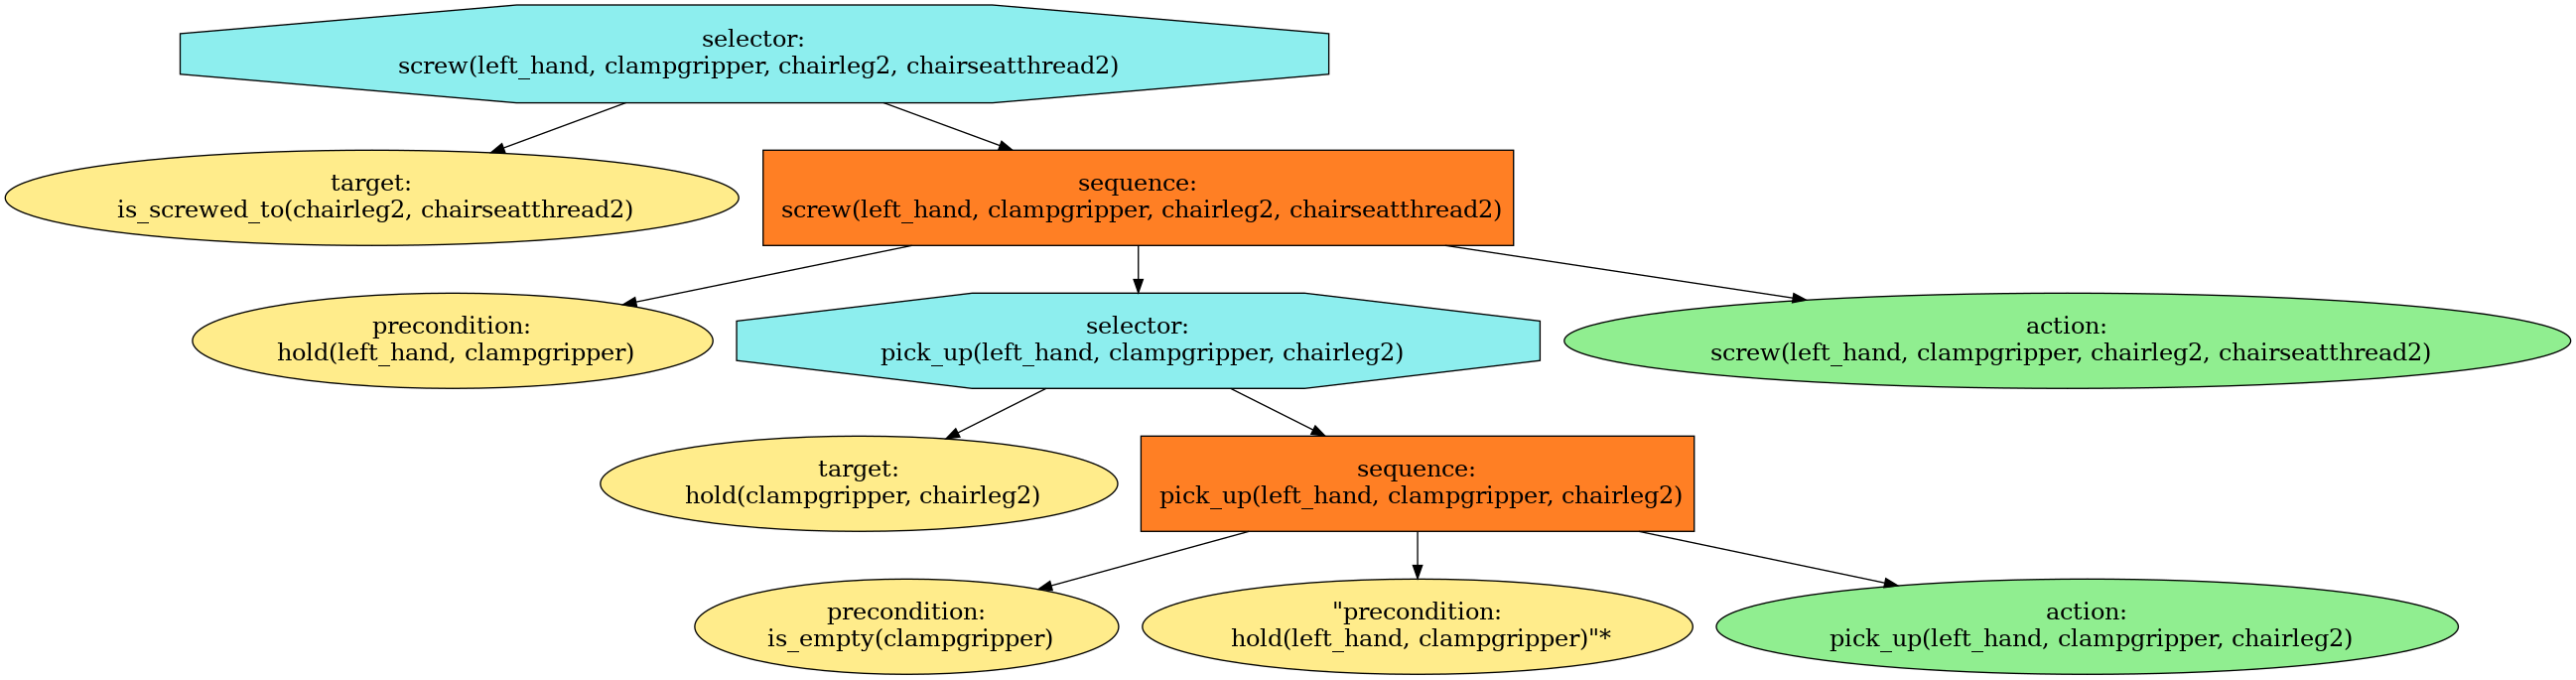 selector:
screw(left_hand, clampgripper, chairleg2, chairseatthread2)
target:
is_screwed_to(chairleg2, chairseatthread2)
sequence:
screw(left_hand, clampgripper, chairleg2, chairseatthread2)
precondition:
hold(left_hand, clampgripper)
selector:
pick_up(left_hand, clampgripper, chairleg2)
action:
screw(left_hand, clampgripper, chairleg2, chairseatthread2)
target:
hold(clampgripper, chairleg2)
sequence:
pick_up(left_hand, clampgripper, chairleg2)
precondition:
is_empty(clampgripper)
"precondition:
hold(left_hand, clampgripper)"*
action:
pick_up(left_hand, clampgripper, chairleg2)